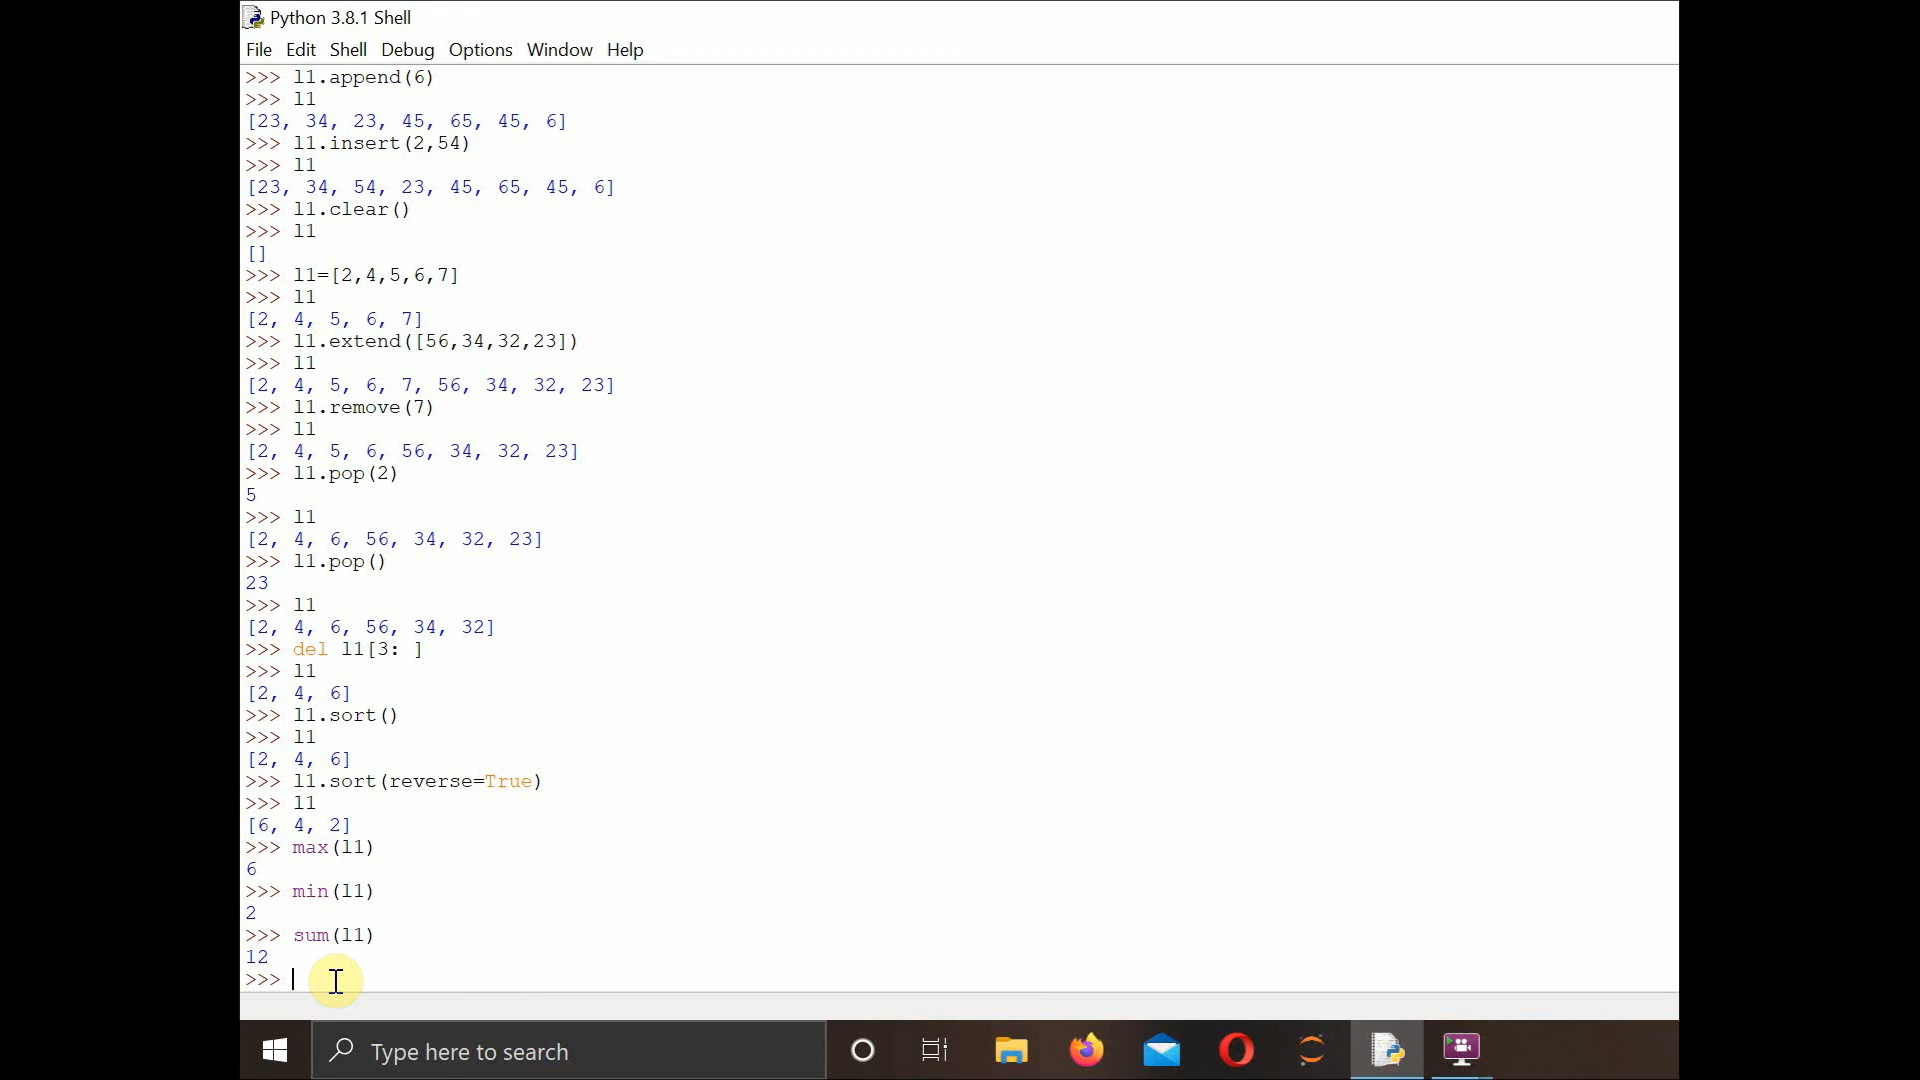 Python 3.8.1 Shell
File Edit Shell Debug Options Window Help
>>> l1.append(6)
>>> l1
[23, 34, 23, 45, 65, 45, 6]
>>> l1.insert(2,54)
>>> l1
[23, 34, 54, 23, 45, 65, 45, 6]
>>> l1.clear()
>>> l1
[]
>>> l1=[2,4,5,6,7]
>>> l1
[2, 4, 5, 6, 7]
>>> l1.extend([56,34,32,23])
>>> l1
[2, 4, 5, 6, 7, 56, 34, 32, 23]
>>> l1.remove(7)
>>> l1
[2, 4, 5, 6, 56, 34, 32, 23]
>>> l1.pop(2)
5
>>> l1
[2, 4, 6, 56, 34, 32, 23]
>>> l1.pop()
23
>>> l1
[2, 4, 6, 56, 34, 32]
>>> del l1[3: ]
>>> l1
[2, 4, 6]
>>> l1.sort()
>>> l1
[2, 4, 6]
>>> l1.sort(reverse=True)
>>> l1
[6, 4, 2]
>>> max(l1)
6
>>> min(l1)
2
>>> sum(l1)
12
>>>
Type here to search